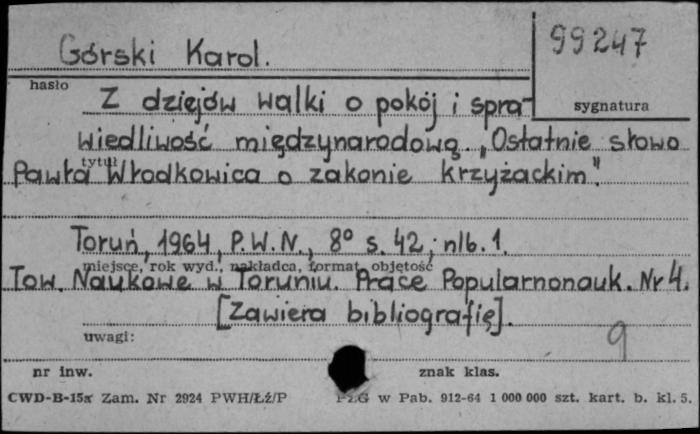 Górski Karol.
99247
hasło
sygnatura
Z dziejów walki o pokój i spra-
wiedliwość międzynarodową. „Ostatnie słowo
tytuł
Pawła Włodkowica o zakonie krzyżackim".
Toruń, 1964, P.W.N., 8° s. 42, nlb. 1.
miejsce, rok wyd., nakładca, format, objętość
Tow. Naukowe w Toruniu. Prace Popularnonauk. Nr 4.
[Zawiera bibliografię].
uwagi:
9
nr inw.
znak klas.
CWD-B-15a Zam. Nr 2924 PWH/Łź/P
PZG w Pab. 912-64 1 000 000 szt. kart. b. kl. 5.